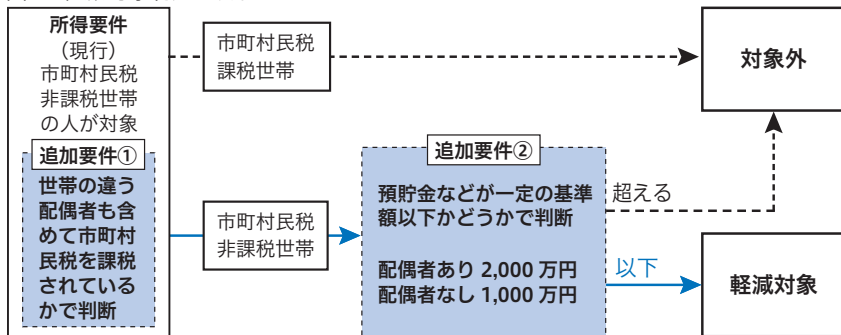 所得要件
(現行)
市町村民税
非課税世帯
の人が対象
追加要件①
世帯の違う
配偶者も含
めて市町村
民税を課税
されている
かで判断
市町村民税
課税世帯
対象外
市町村民税
非課税世帯
追加要件②
預貯金などが一定の基準
額以下かどうかで判断
配偶者あり 2,000 万円
配偶者なし 1,000 万円
超える
以下
軽減対象